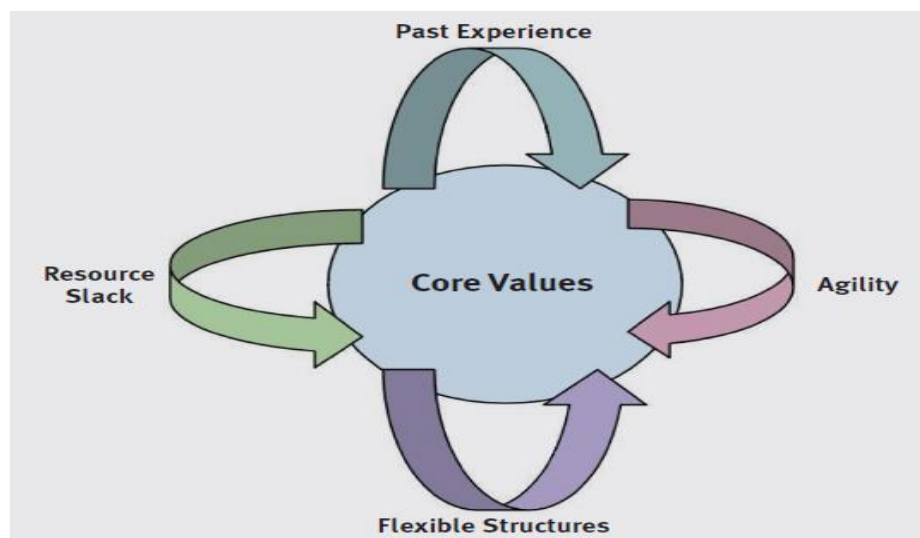 Past Experience
Resource
Slack
Core Values
Agility
Flexible Structures